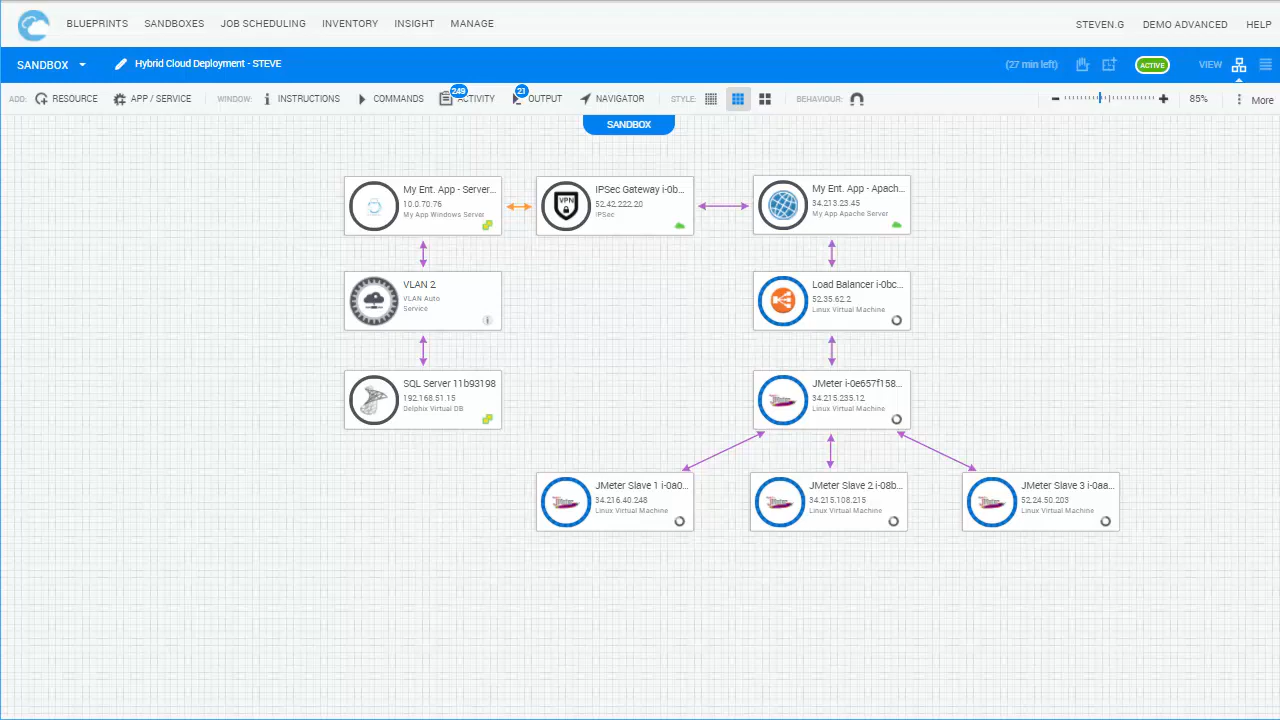 BLUEPRINTS SANDBOXES JOB SCHEDULING INVENTORY INSIGHT MANAGE STEVEN.G DEMO ADVANCED HELP
SANDBOX Hybrid Cloud Deployment - STEVE (27 min left) ACTIVE VIEW
ADD: RESOURCE APP / SERVICE WINDOW: INSTRUCTIONS COMMANDS 249 ACTIVITY 21 OUTPUT NAVIGATOR STYLE: BEHAVIOUR: 85% More
SANDBOX
My Ent. App - Server...
10.0.70.76
My App Windows Server
IPSec Gateway i-0b...
52.42.222.20
IPSec
VPN
My Ent. App - Apach...
34.213.23.45
My App Apache Server
VLAN 2
VLAN Auto
Service
Load Balancer i-0bc...
52.35.62.2
Linux Virtual Machine
SQL Server 11b93198
192.168.51.15
Delphix Virtual DB
JMeter i-0e657f158...
34.215.235.12
Linux Virtual Machine
JMeter Slave 1 i-0a0...
34.216.40.248
Linux Virtual Machine
JMeter Slave 2 i-08b...
34.215.108.215
Linux Virtual Machine
JMeter Slave 3 i-0aa...
52.24.50.203
Linux Virtual Machine